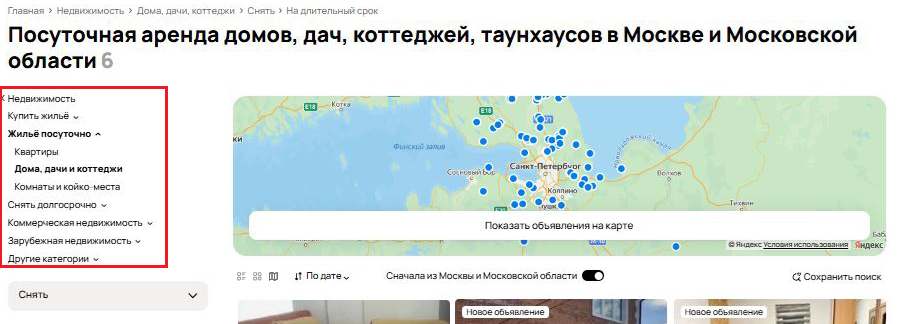 Главная > Недвижимость > Дома, дачи, коттеджи > Снять > На длительный срок
Посуточная аренда домов, дач, коттеджей, таунхаусов в Москве и Московской
области 6
Недвижимость
Купить жильё
Жильё посуточно
Квартиры
Дома, дачи и коттеджи
Комнаты и койко-места
Снять долгосрочно
Коммерческая недвижимость
Зарубежная недвижимость
Другие категории
Снять
Котка
E18
E18
Финский залив
Сосновый Бор
Санкт-Петербург
Колпино
Волхов
Тихвин
Показать объявления на карте
© Яндекс Условия использования Яндекс
По дате
Сначала из Москвы и Московской области
Сохранить поиск
Новое объявление
Новое объявление